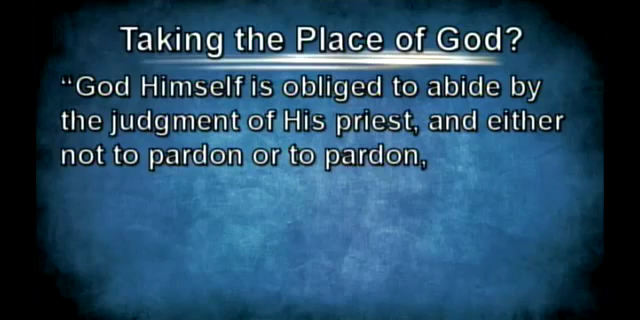 Taking the Place of God?
“God Himself is obliged to abide by
the judgment of His priest, and either
not to pardon or to pardon,